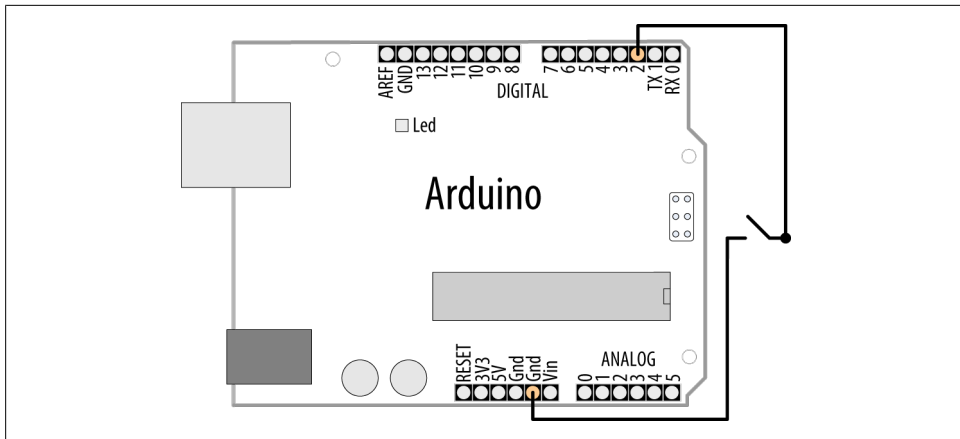 AREF GND 13 12 11 10 9 8 7 6 5 4 3 2 TX 1 RX 0
DIGITAL
Led
Arduino
RESET 3V3 5V Gnd Gnd Vin
ANALOG
0 1 2 3 4 5